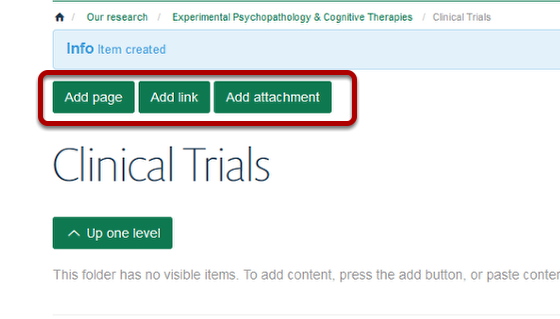 / Our research / Experimental Psychopathology & Cognitive Therapies / Clinical Trials
Info Item created
Add page Add link Add attachment
Clinical Trials
Up one level
This folder has no visible items. To add content, press the add button, or paste